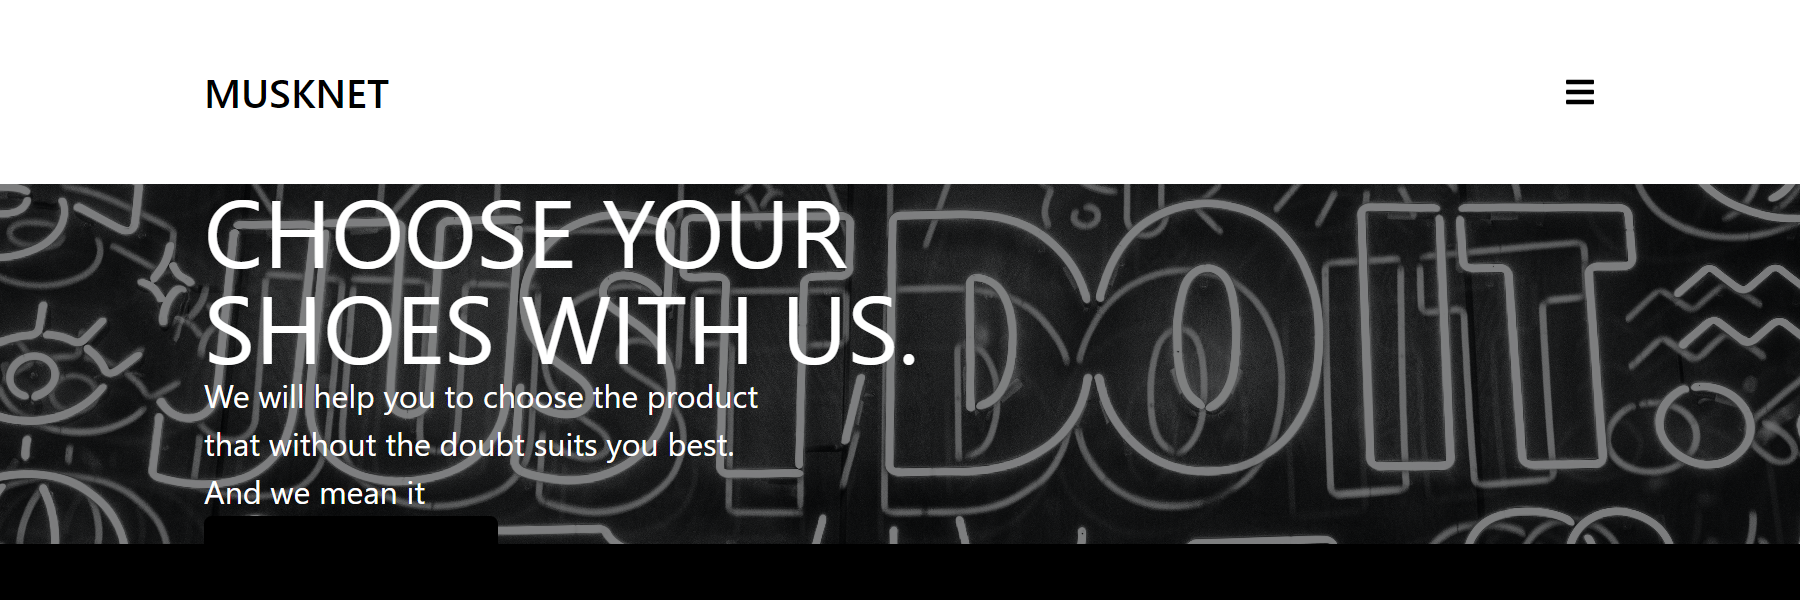 MUSKNET
CHOOSE YOUR
SHOES WITH US.
JUST DO IT
We will help you to choose the product
that without the doubt suits you best.
And we mean it